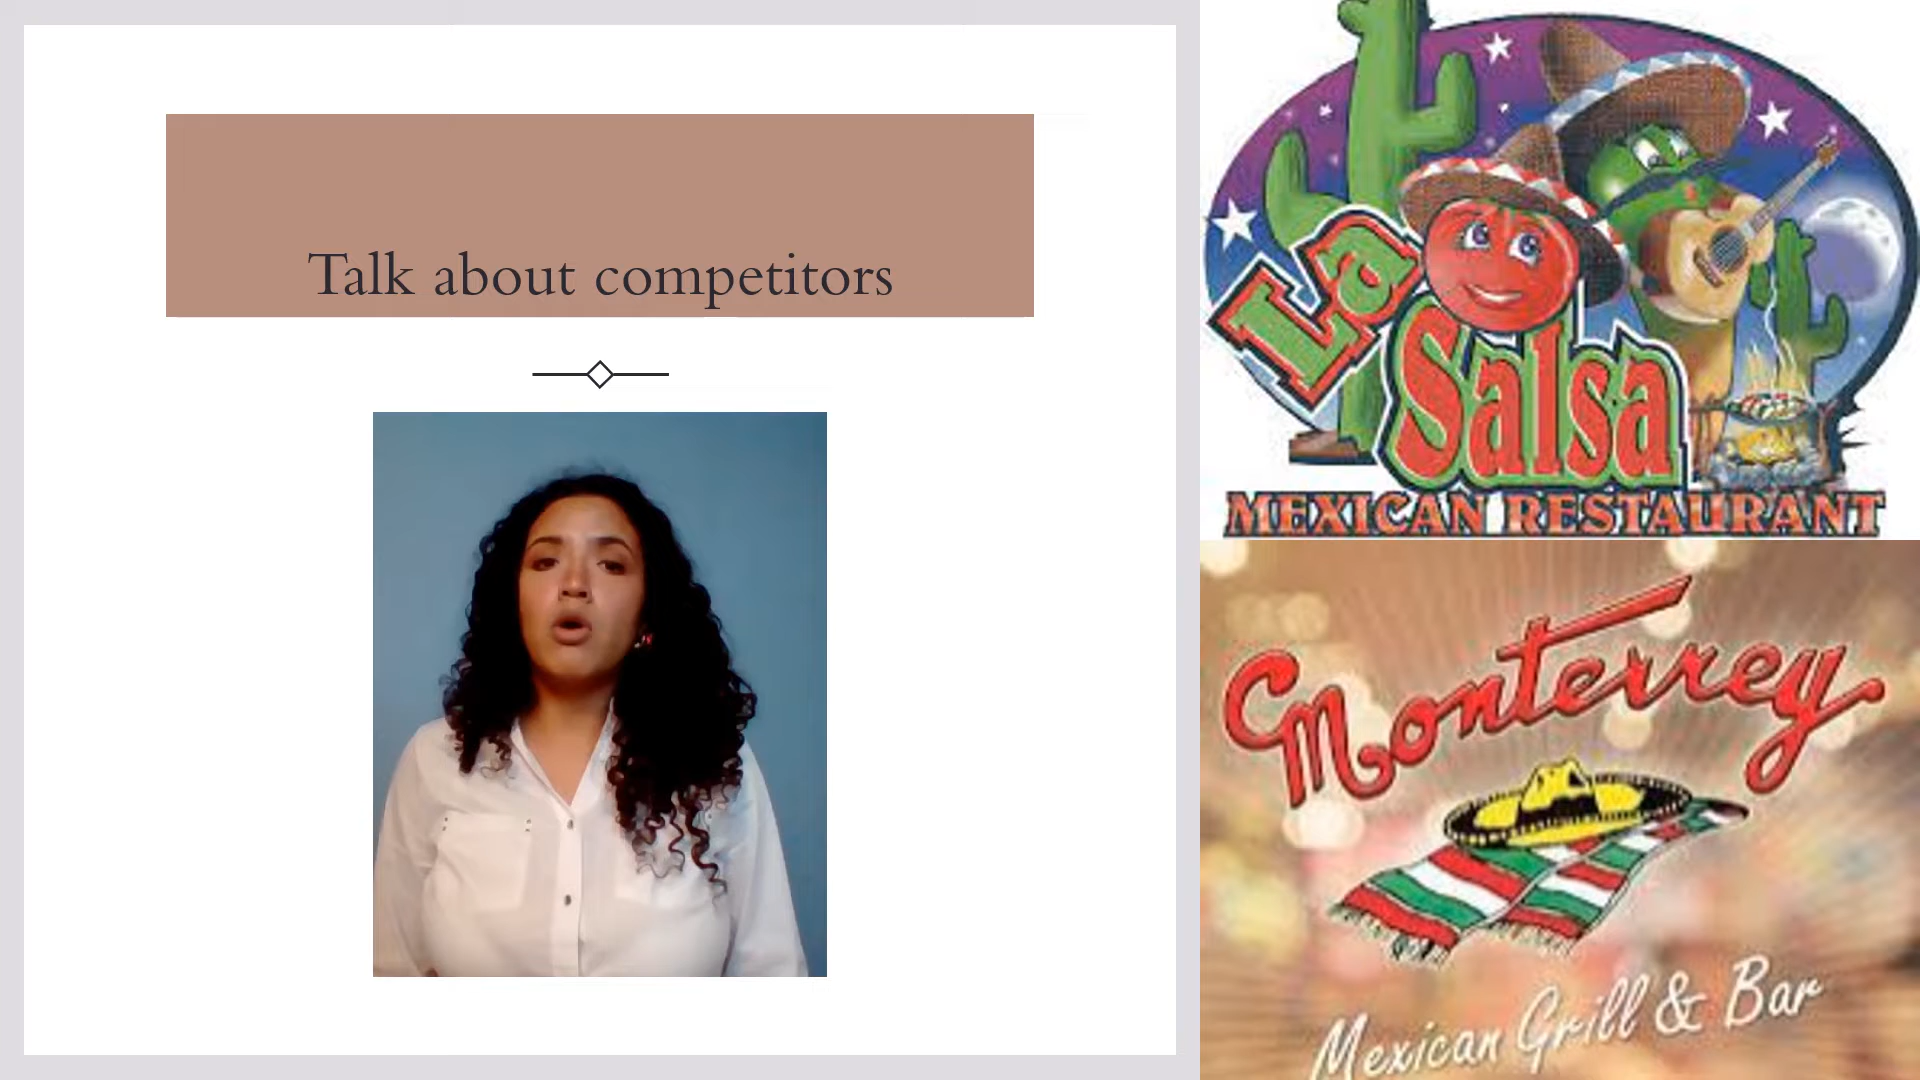 Talk about competitors
La
Salsa
MEXICAN RESTAURANT
Monterrey
Mexican Grill & Bar